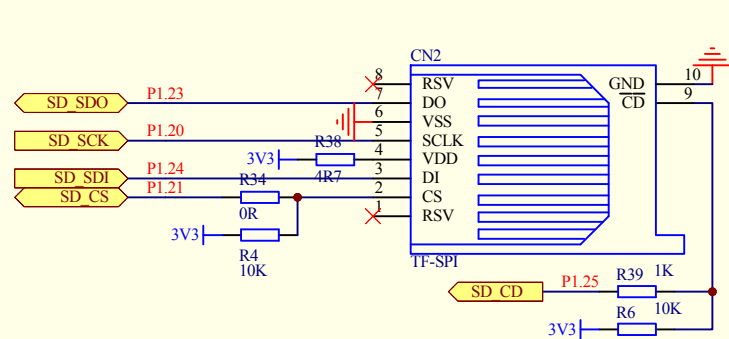 CN2
8 RSV
SD_SDO P1.23 7 DO
6 VSS
SD_SCK P1.20 5 SCLK
3V3 R38 4R7 4 VDD
SD_SDI P1.24 3 DI
SD_CS P1.21 R34 0R 2 CS
1 RSV
3V3 R4 10K
TF-SPI
GND 10
CD 9
SD_CD P1.25 R39 1K
3V3 R6 10K